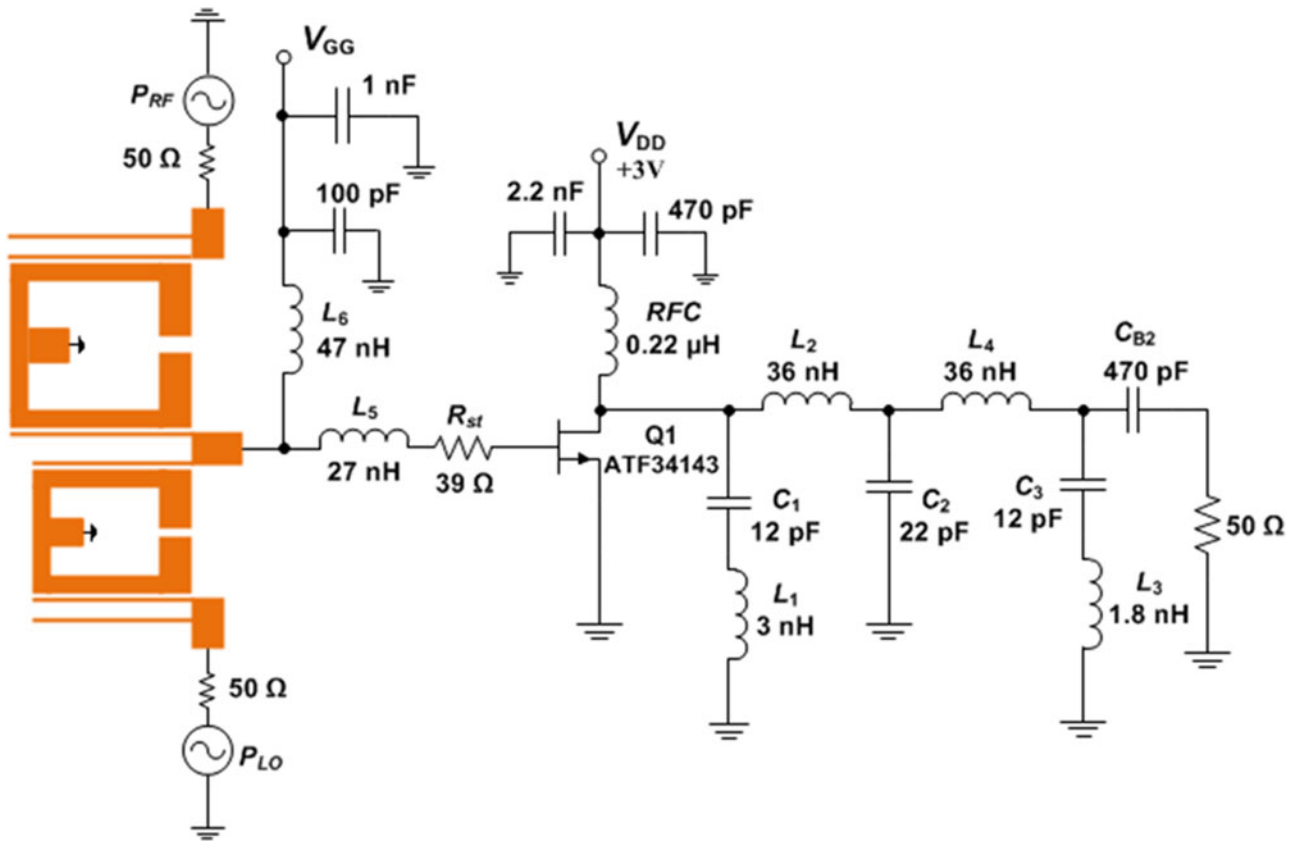 V_GG
P_RF
1 nF
50 Ω
V_DD
+3V
100 pF
2.2 nF
470 pF
L_6
47 nH
RFC
0.22 µH
L_2
36 nH
L_4
36 nH
C_B2
470 pF
L_5
27 nH
R_st
39 Ω
Q1
ATF34143
C_1
12 pF
C_2
22 pF
C_3
12 pF
50 Ω
L_1
3 nH
L_3
1.8 nH
50 Ω
P_LO